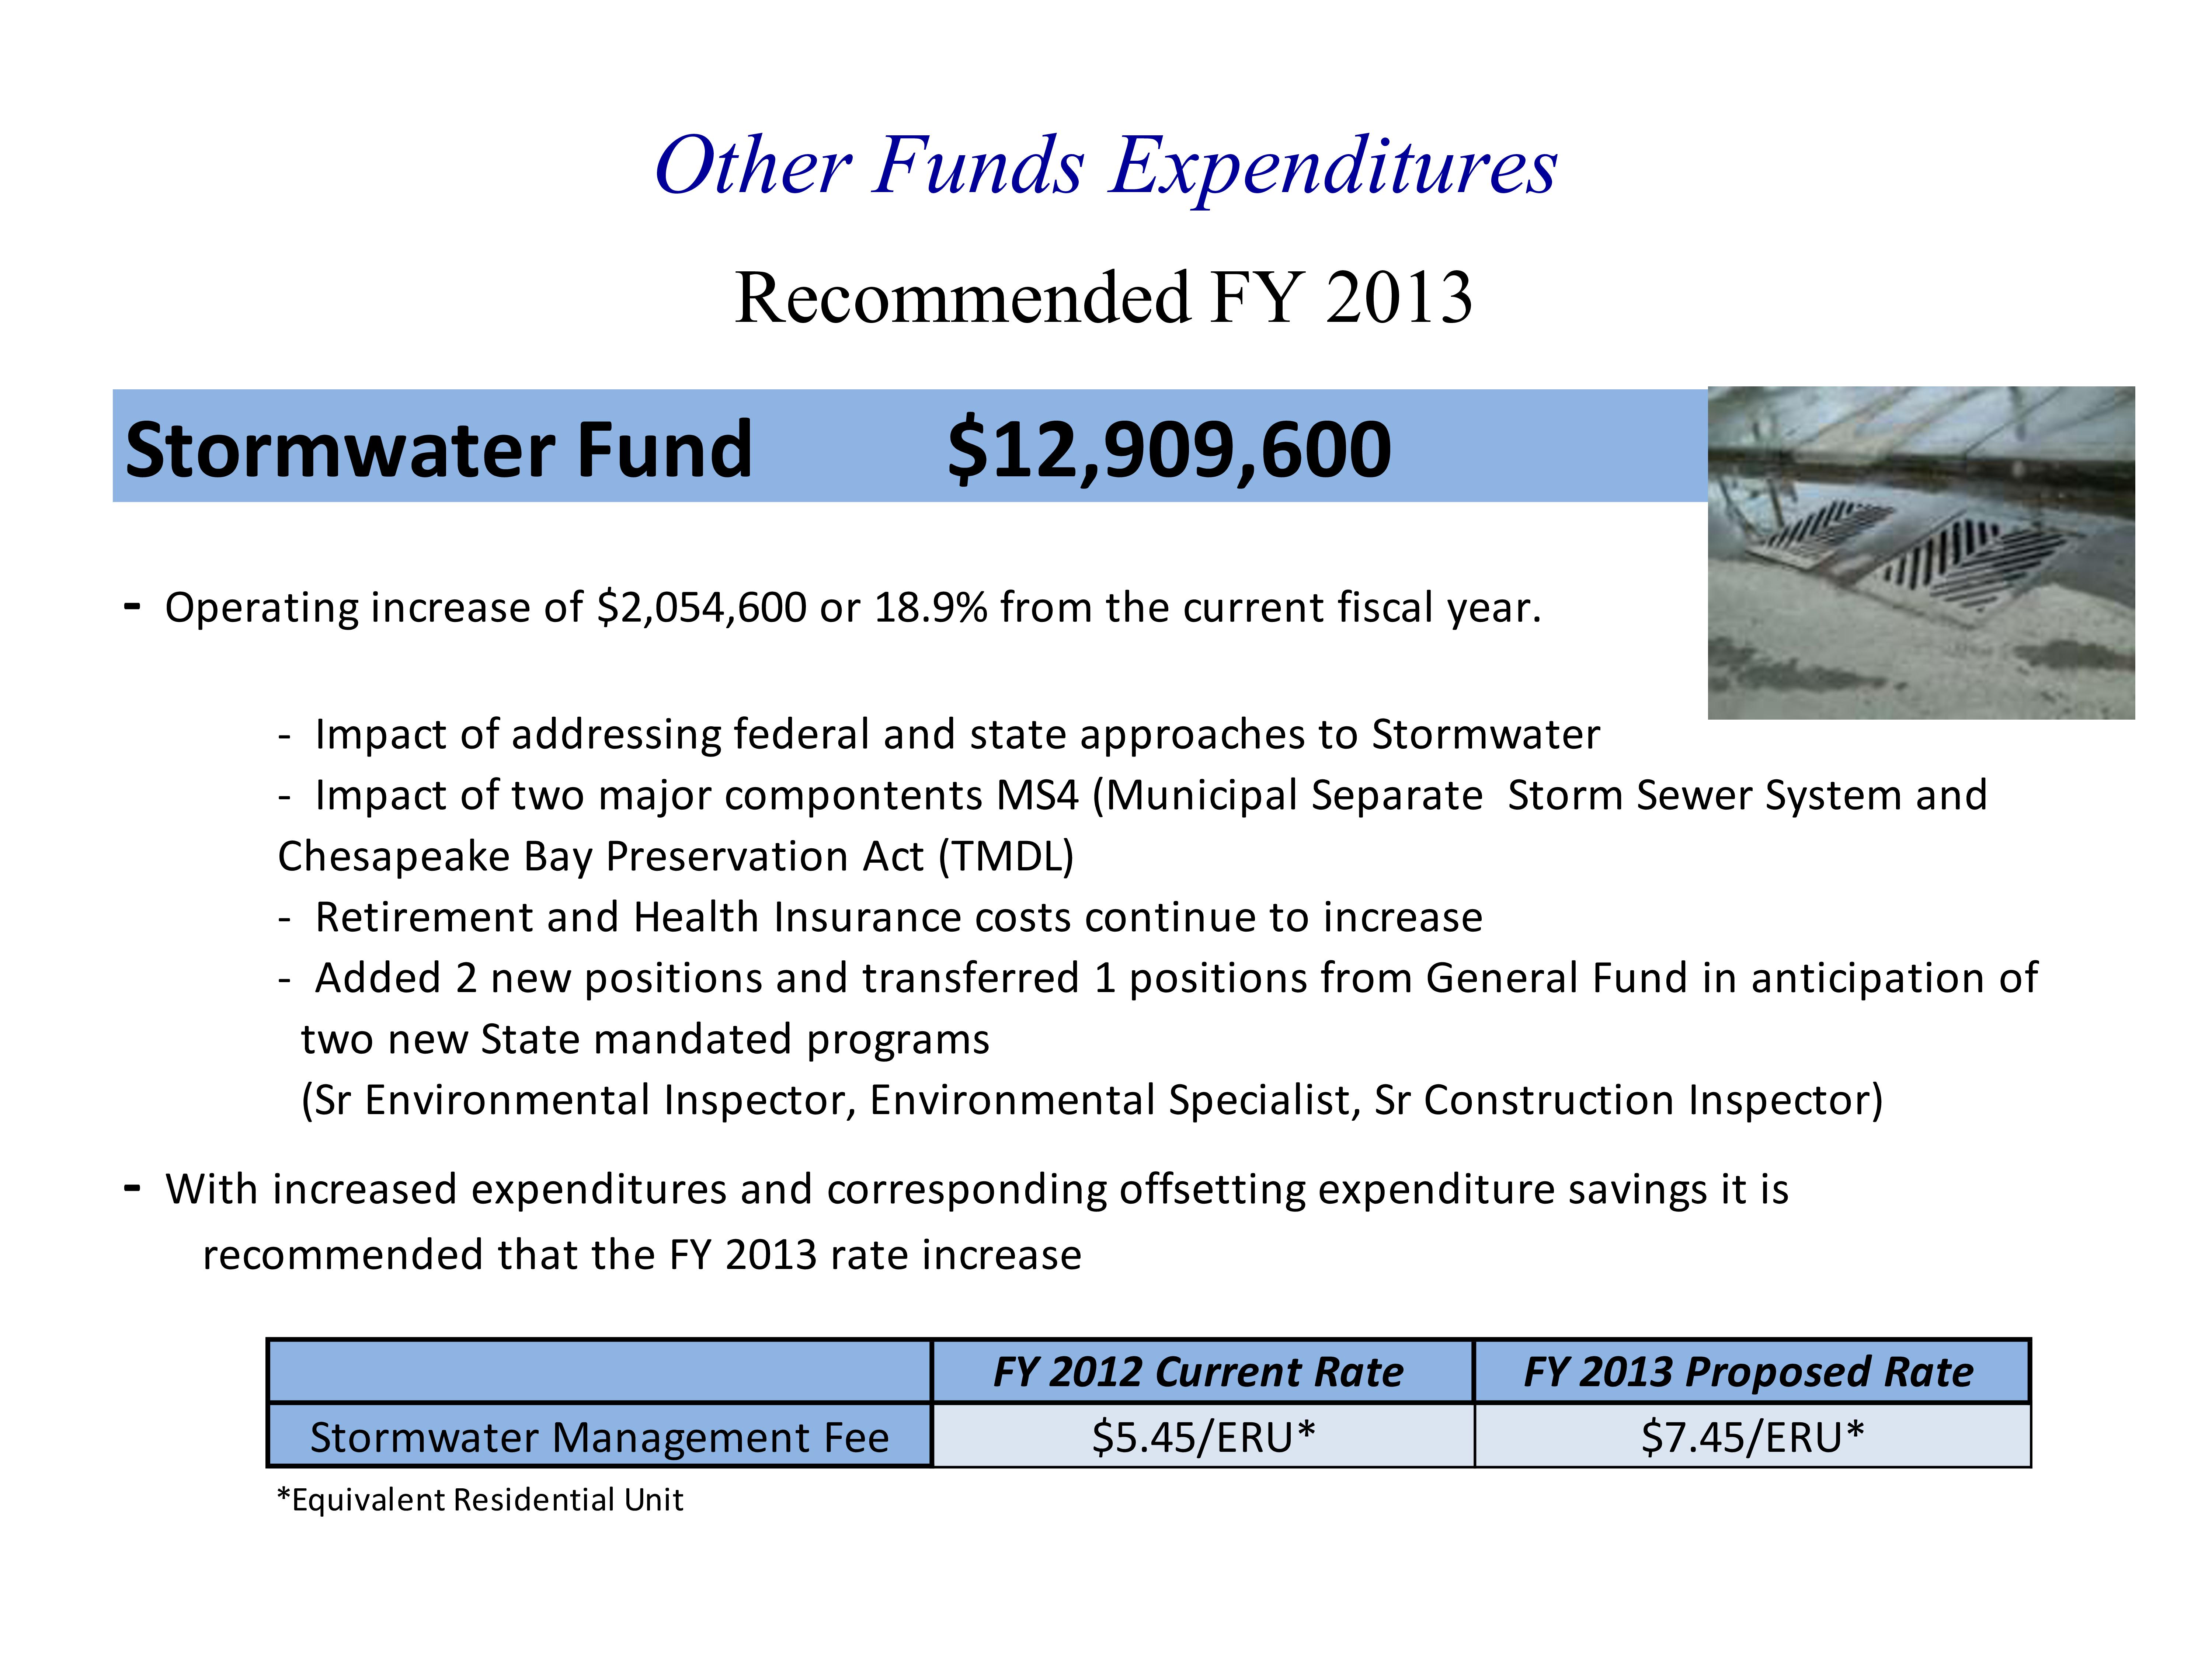 Other Funds Expenditures
Recommended FY 2013
Stormwater Fund $12,909,600
- Operating increase of $2,054,600 or 18.9% from the current fiscal year.
- Impact of addressing federal and state approaches to Stormwater
- Impact of two major compontents MS4 (Municipal Separate Storm Sewer System and
Chesapeake Bay Preservation Act (TMDL)
- Retirement and Health Insurance costs continue to increase
- Added 2 new positions and transferred 1 positions from General Fund in anticipation of
two new State mandated programs
(Sr Environmental Inspector, Environmental Specialist, Sr Construction Inspector)
- With increased expenditures and corresponding offsetting expenditure savings it is
recommended that the FY 2013 rate increase
FY 2012 Current Rate FY 2013 Proposed Rate
Stormwater Management Fee $5.45/ERU* $7.45/ERU*
*Equivalent Residential Unit